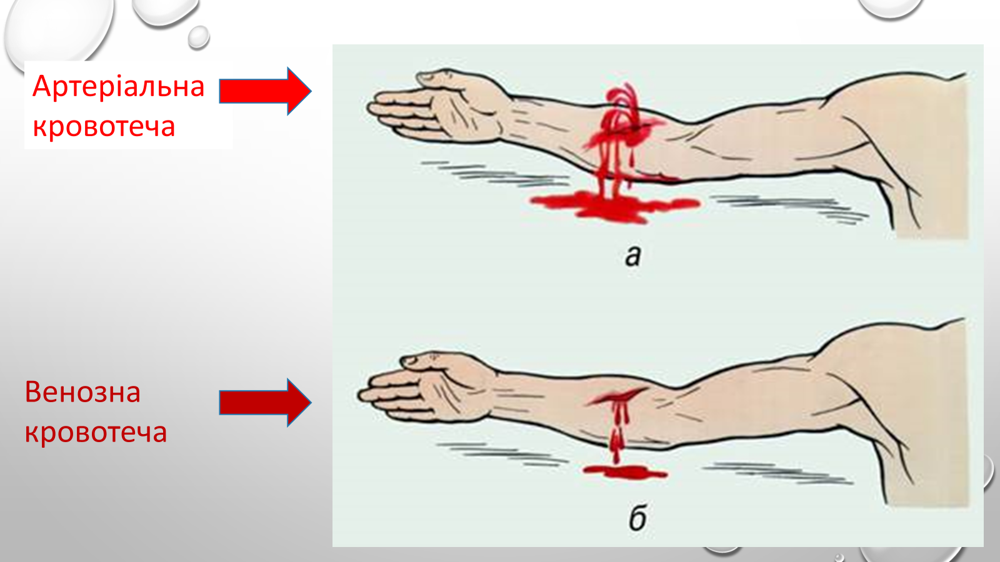 Артеріальна
кровотеча
а
Венозна
кровотеча
б